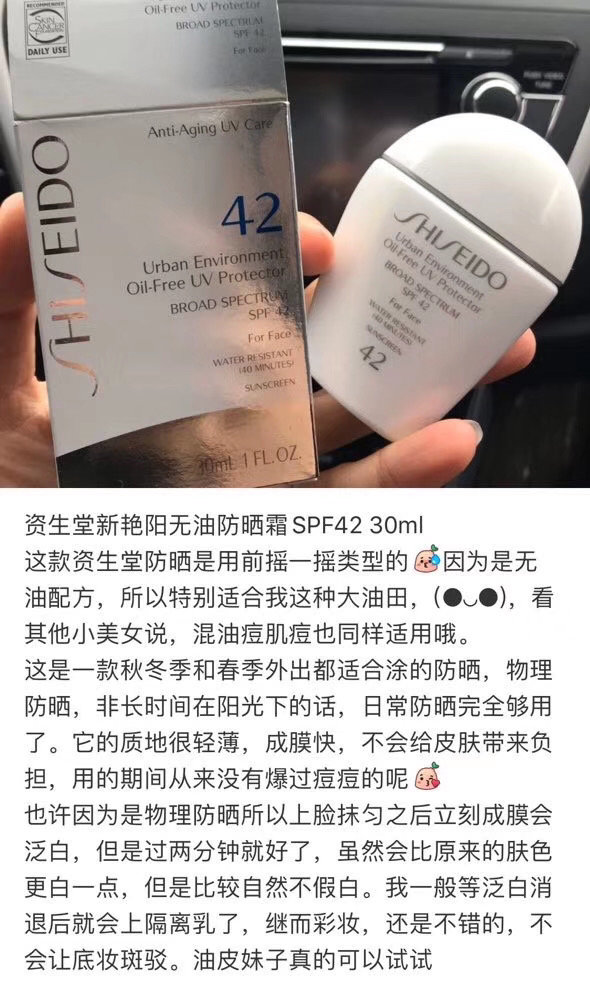 RECOMMENDED
SKIN
CANCER
FOUNDATION
DAILY USE
Oil-Free UV Protector
BROAD SPECTRUM
SPF 42
For Face
Anti-Aging UV Care
SHISEIDO
42
Urban Environment
Oil-Free UV Protector
BROAD SPECTRUM
SPF 42
For Face
WATER RESISTANT
(40 MINUTES)
SUNSCREEN
30mL 1 FL.OZ.
SHISEIDO
Urban Environment
Oil-Free UV Protector
BROAD SPECTRUM
SPF 42
For Face
WATER RESISTANT
(40 MINUTES)
SUNSCREEN
42
资生堂新艳阳无油防晒霜SPF42 30ml
这款资生堂防晒是用前摇一摇类型的因为是无
油配方，所以特别适合我这种大油田，(●◡●)，看
其他小美女说，混油痘肌痘也同样适用哦。
这是一款秋冬季和春季外出都适合涂的防晒，物理
防晒，非长时间在阳光下的话，日常防晒完全够用
了。它的质地很轻薄，成膜快，不会给皮肤带来负
担，用的期间从来没有爆过痘痘的呢
也许因为是物理防晒所以上脸抹匀之后立刻成膜会
泛白，但是过两分钟就好了，虽然会比原来的肤色
更白一点，但是比较自然不假白。我一般等泛白消
退后就会上隔离乳了，继而彩妆，还是不错的，不
会让底妆斑驳。油皮妹子真的可以试试